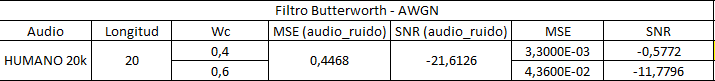 Filtro Butterworth - AWGN
Audio Longitud Wc MSE (audio_ruido) SNR (audio_ruido) MSE SNR
HUMANO 20k 20 0,4 0,4468 -21,6126 3,3000E-03 -0,5772
0,6 4,3600E-02 -11,7796